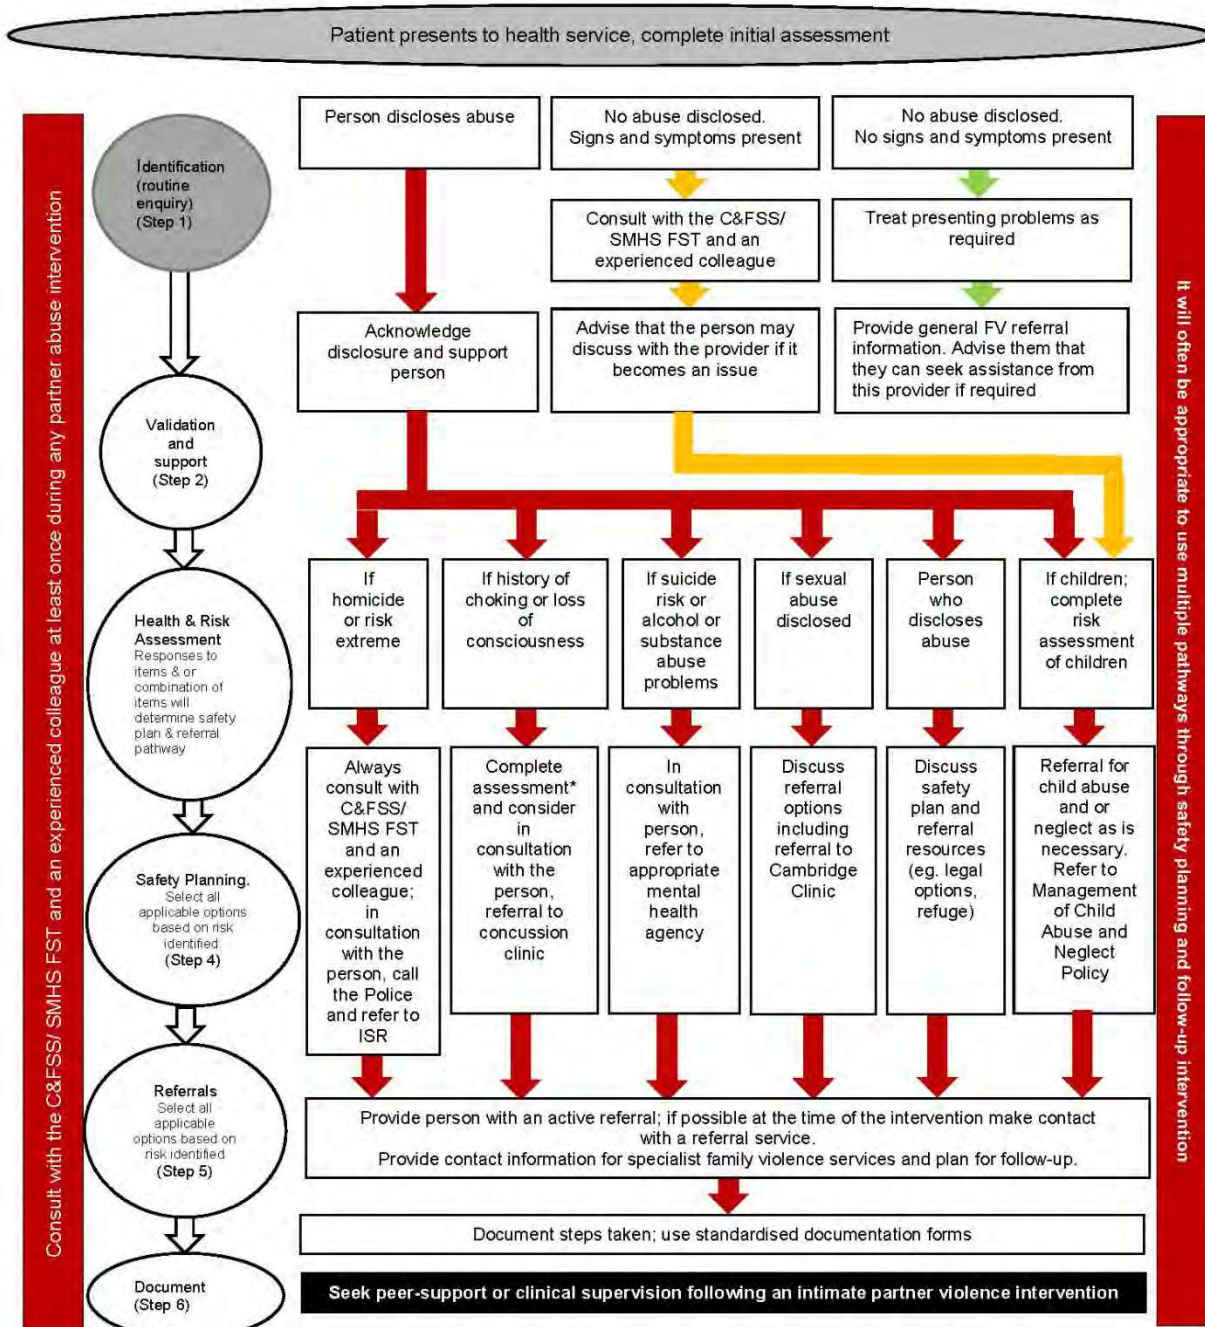 Patient presents to health service, complete initial assessment
Consult with the C&FSS/ SMHS FST and an experienced colleague at least once during any partner abuse intervention
Identification
(routine
enquiry)
(Step 1)
Validation
and
support
(Step 2)
Health & Risk
Assessment
Responses to
items & or
combination of
items will
determine safety
plan & referral
pathway
Safety Planning.
Select all
applicable options
based on risk
identified.
(Step 4)
Referrals
Select all
applicable
options based on
risk identified
(Step 5)
Document
(Step 6)
Person discloses abuse
No abuse disclosed.
Signs and symptoms present
No abuse disclosed.
No signs and symptoms present
Consult with the C&FSS/
SMHS FST and an
experienced colleague
Treat presenting problems as
required
Acknowledge
disclosure and support
person
Advise that the person may
discuss with the provider if it
becomes an issue
Provide general FV referral
information. Advise them that
they can seek assistance from
this provider if required
If
homicide
or risk
extreme
If history of
choking or loss
of
consciousness
If suicide
risk or
alcohol or
substance
abuse
problems
If sexual
abuse
disclosed
Person
who
discloses
abuse
If children;
complete
risk
assessment
of children
Always
consult with
C&FSS/
SMHS FST
and an
experienced
colleague;
in
consultation
with the
person, call
the Police
and refer to
ISR
Complete
assessment*
and consider
in
consultation
with the
person,
referral to
concussion
clinic
In
consultation
with
person,
refer to
appropriate
mental
health
agency
Discuss
referral
options
including
referral to
Cambridge
Clinic
Discuss
safety
plan and
referral
resources
(eg. legal
options,
refuge)
Referral for
child abuse
and or
neglect as is
necessary.
Refer to
Management
of Child
Abuse and
Neglect
Policy
Provide person with an active referral; if possible at the time of the intervention make contact
with a referral service.
Provide contact information for specialist family violence services and plan for follow-up.
Document steps taken; use standardised documentation forms
Seek peer-support or clinical supervision following an intimate partner violence intervention
It will often be appropriate to use multiple pathways through safety planning and follow-up intervention